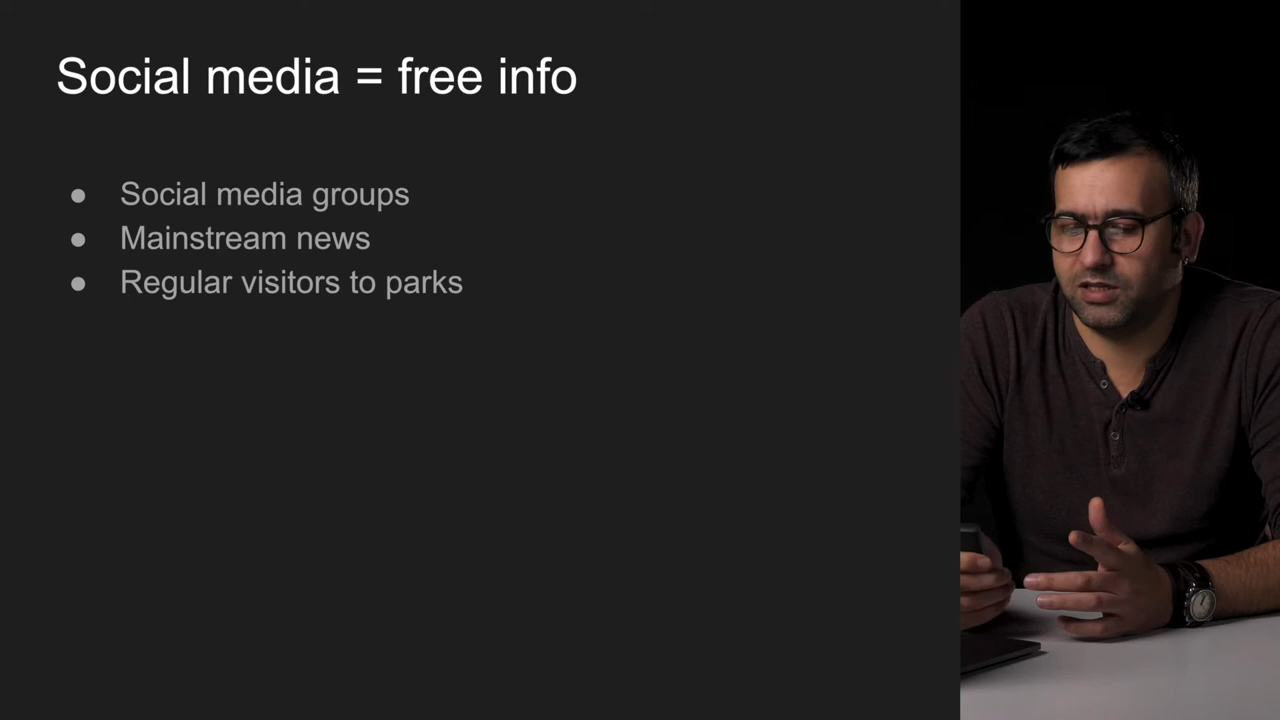 Social media = free info
● Social media groups
● Mainstream news
● Regular visitors to parks